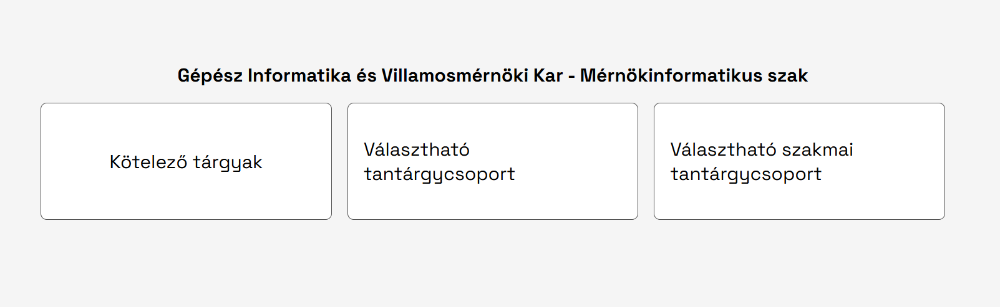 Gépész Informatika és Villamosmérnöki Kar - Mérnökinformatikus szak
Kötelező tárgyak
Választható
tantárgycsoport
Választható szakmai
tantárgycsoport